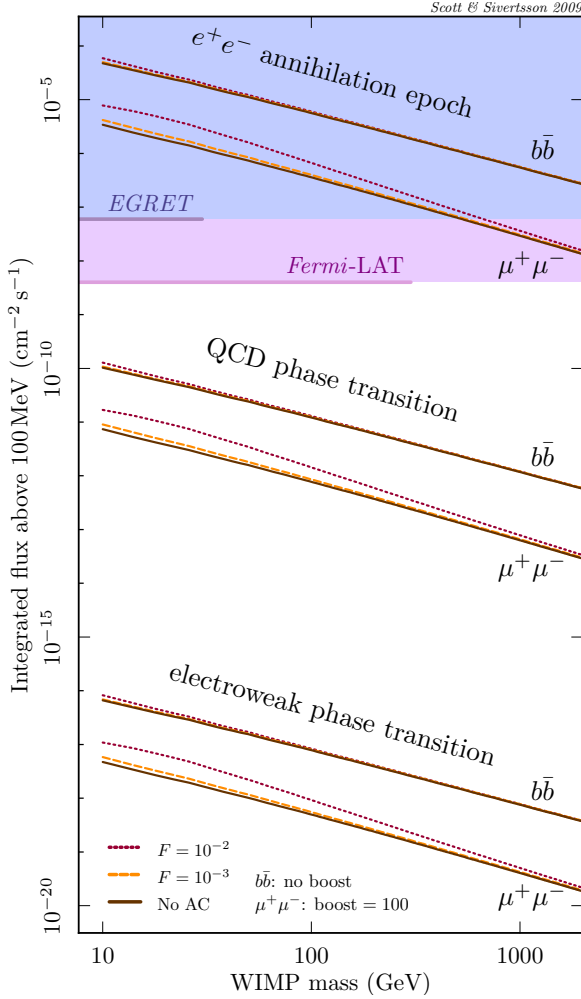 Scott & Sivertsson 2009
e⁺e⁻ annihilation epoch
bb̄
EGRET
μ⁺μ⁻
Fermi-LAT
QCD phase transition
bb̄
μ⁺μ⁻
electroweak phase transition
bb̄
μ⁺μ⁻
F = 10⁻²
F = 10⁻³
No AC
bb̄: no boost
μ⁺μ⁻: boost = 100
Integrated flux above 100 MeV (cm⁻² s⁻¹)
10⁻⁵
10⁻¹⁰
10⁻¹⁵
10⁻²⁰
10 100 1000
WIMP mass (GeV)